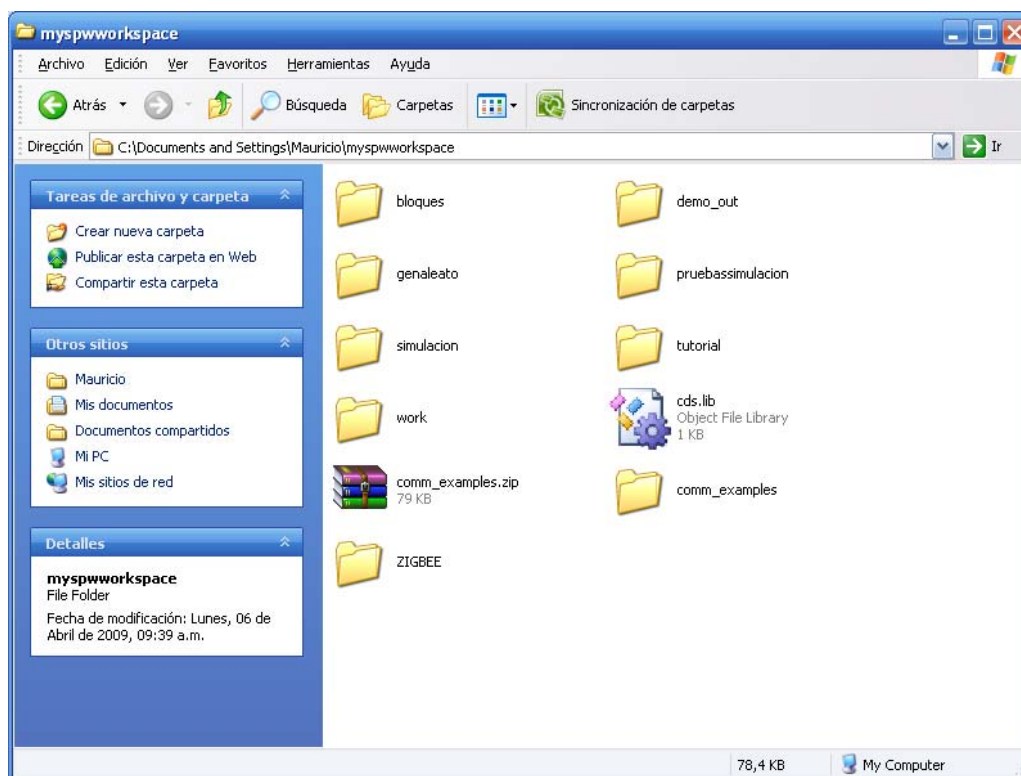 myspwworkspace
Archivo Edición Ver Favoritos Herramientas Ayuda
Atrás Búsqueda Carpetas Sincronización de carpetas
Dirección C:\Documents and Settings\Mauricio\myspwworkspace Ir
Tareas de archivo y carpeta
Crear nueva carpeta
Publicar esta carpeta en Web
Compartir esta carpeta
Otros sitios
Mauricio
Mis documentos
Documentos compartidos
Mi PC
Mis sitios de red
Detalles
myspwworkspace
File Folder
Fecha de modificación: Lunes, 06 de
Abril de 2009, 09:39 a.m.
bloques
demo_out
genaleato
pruebassimulacion
simulacion
tutorial
work
cds.lib
Object File Library
1 KB
comm_examples.zip
79 KB
comm_examples
ZIGBEE
78,4 KB My Computer